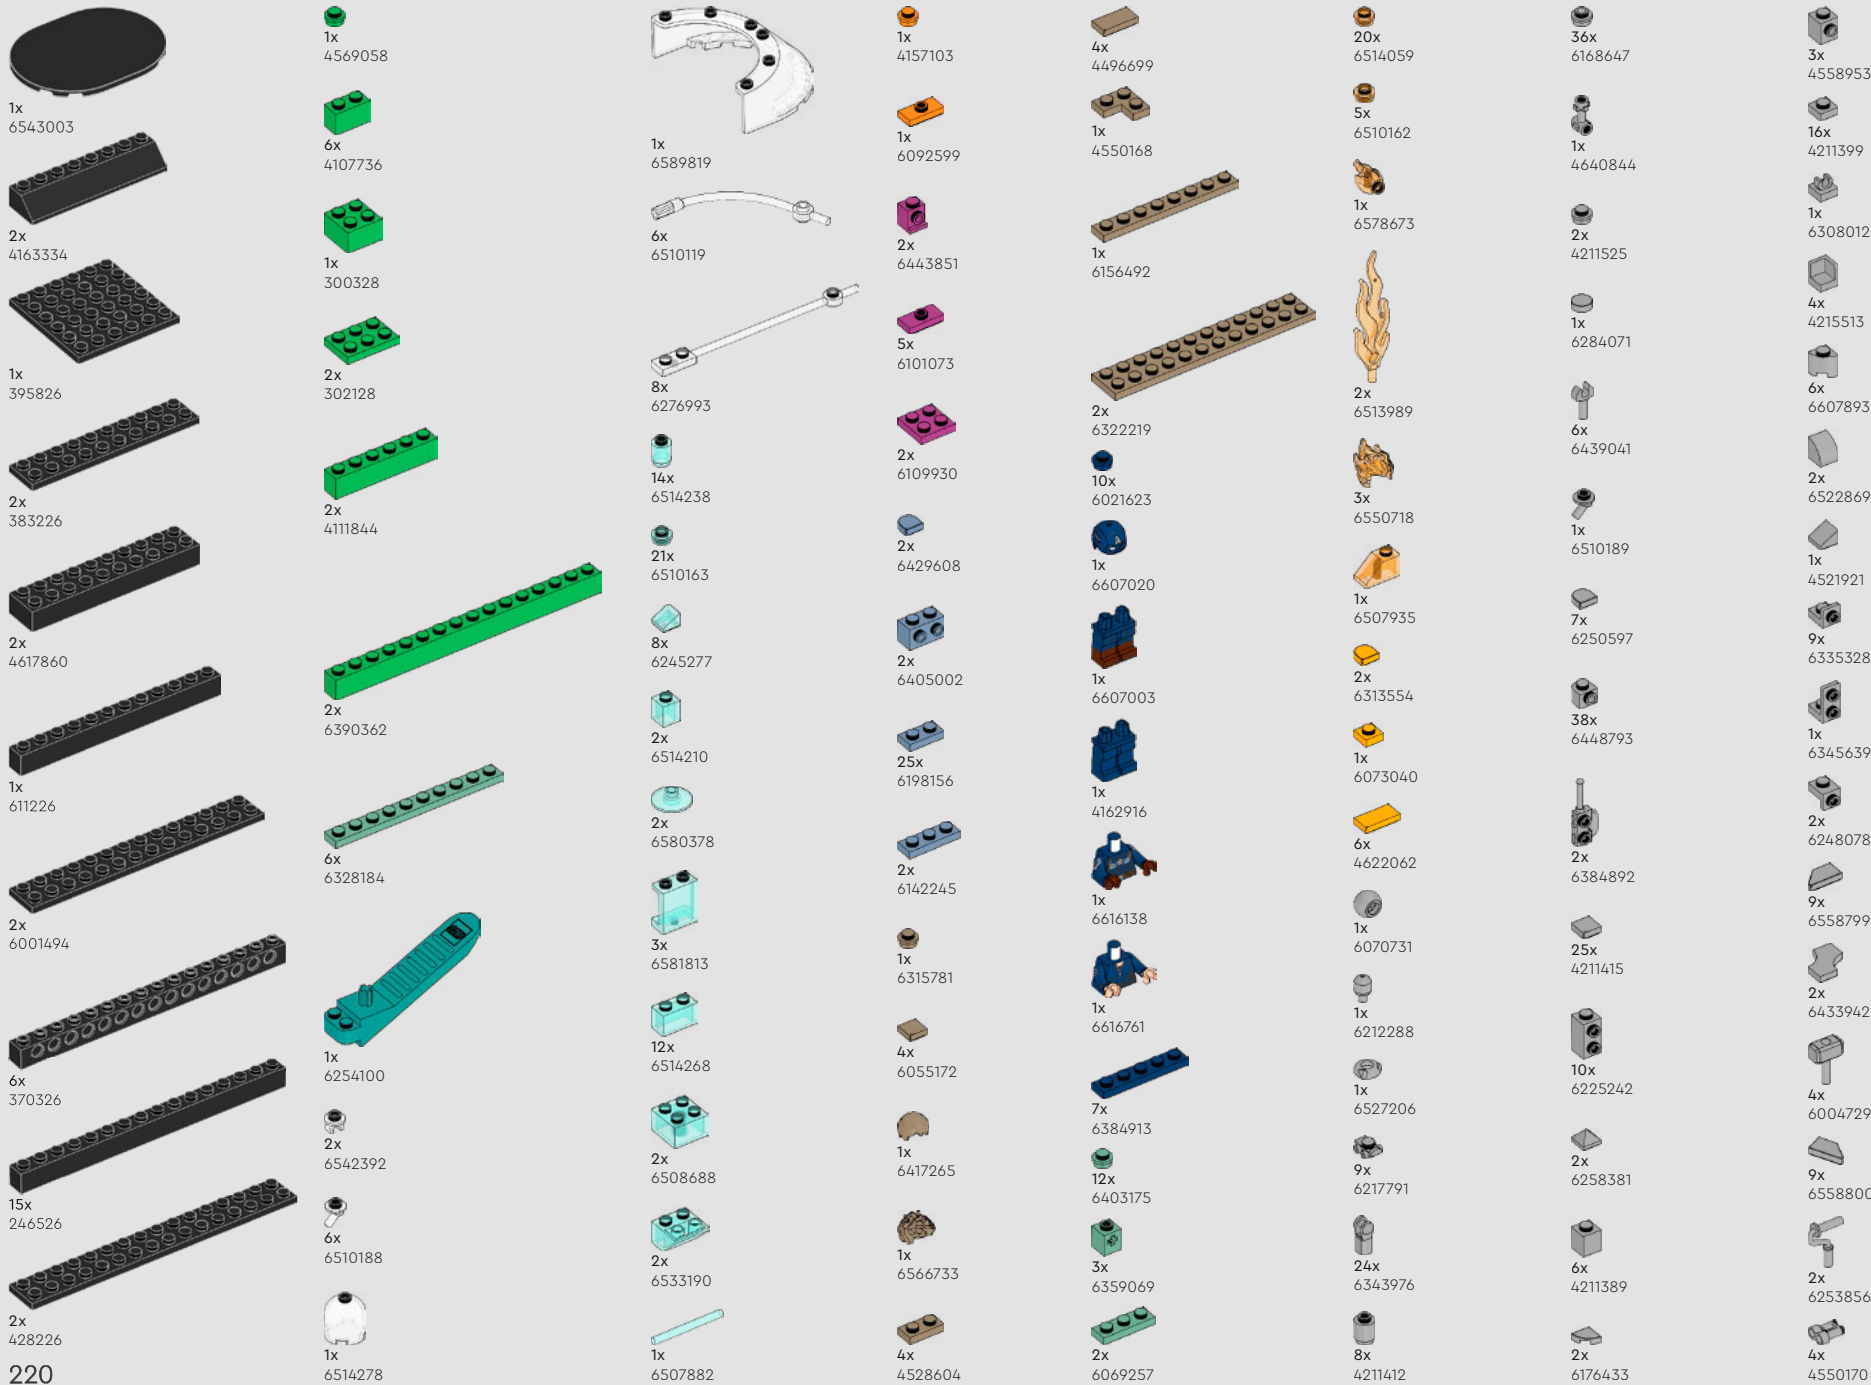 1x
6543003
2x
4163334
1x
395826
2x
383226
2x
4617860
1x
611226
2x
6001494
6x
370326
15x
246526
2x
428226
220
1x
4569058
6x
4107736
1x
300328
2x
302128
2x
4111844
2x
6390362
6x
6328184
1x
6254100
2x
6542392
6x
6510188
1x
6514278
1x
6589819
6x
6510119
8x
6276993
14x
6514238
21x
6510163
8x
6245277
2x
6514210
2x
6580378
3x
6581813
12x
6514268
2x
6508688
2x
6533190
1x
6507882
1x
4157103
1x
6092599
2x
6443851
5x
6101073
2x
6109930
2x
6429608
2x
6405002
25x
6198156
2x
6142245
1x
6315781
4x
6055172
1x
6417265
1x
6566733
4x
4528604
4x
4496699
1x
4550168
1x
6156492
2x
6322219
10x
6021623
1x
6607020
1x
6607003
1x
4162916
1x
6616138
1x
6616761
7x
6384913
12x
6403175
3x
6359069
2x
6069257
20x
6514059
5x
6510162
1x
6578673
2x
6513989
3x
6550718
1x
6507935
2x
6313554
1x
6073040
6x
4622062
1x
6070731
1x
6212288
1x
6527206
9x
6217791
24x
6343976
8x
4211412
36x
6168647
1x
4640844
2x
4211525
1x
6284071
6x
6439041
1x
6510189
7x
6250597
38x
6448793
2x
6384892
25x
4211415
10x
6225242
2x
6258381
6x
4211389
2x
6176433
3x
4558953
16x
4211399
1x
6308012
4x
4215513
6x
6607893
2x
6522869
1x
4521921
9x
6335328
1x
6345639
2x
6248078
9x
6558799
2x
6433942
4x
6004729
9x
6558800
2x
6253856
4x
4550170